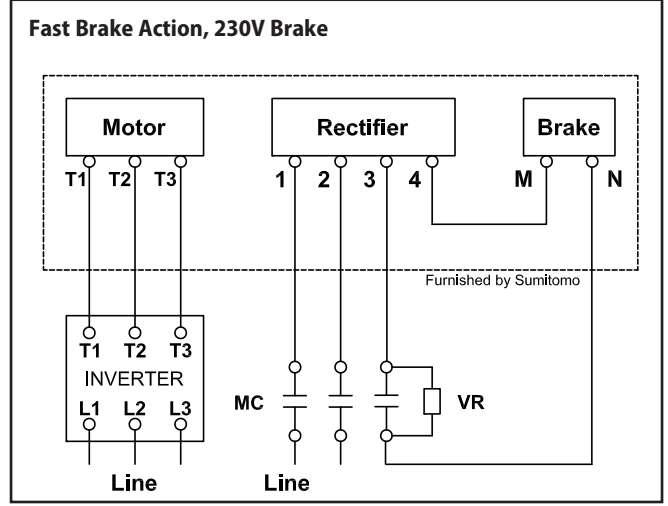 Fast Brake Action, 230V Brake
Motor Rectifier Brake
T1 T2 T3 1 2 3 4 M N
Furnished by Sumitomo
T1 T2 T3
INVERTER
MC VR
L1 L2 L3
Line Line